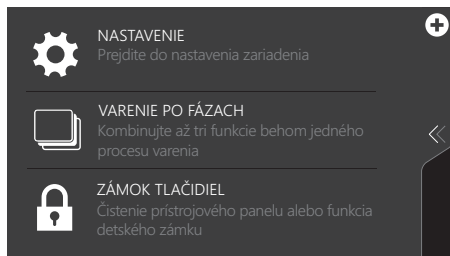 NASTAVENIE
Prejdite do nastavenia zariadenia
VARENIE PO FÁZACH
Kombinujte až tri funkcie behom jedného
procesu varenia
ZÁMOK TLAČIDIEL
Čistenie prístrojového panelu alebo funkcia
detského zámku